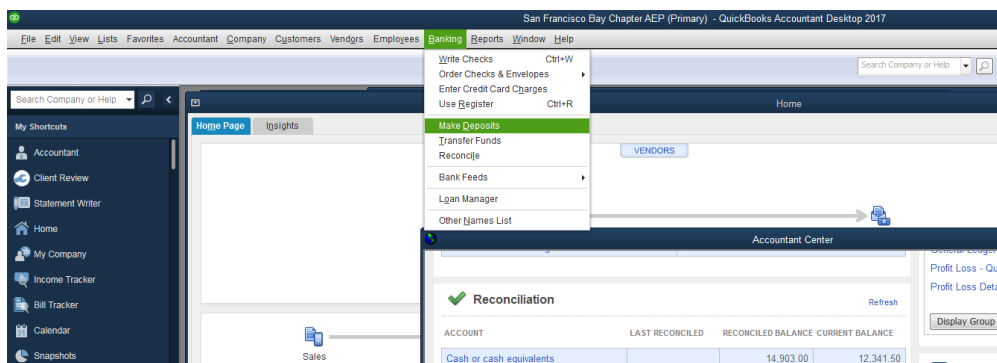 qb
San Francisco Bay Chapter AEP (Primary) - QuickBooks Accountant Desktop 2017
File Edit View Lists Favorites Accountant Company Customers Vendors Employees Banking Reports Window Help
Write Checks Ctrl+W
Order Checks & Envelopes
Enter Credit Card Charges
Use Register Ctrl+R
Make Deposits
Transfer Funds
Reconcile
Bank Feeds
Loan Manager
Other Names List
Search Company or Help
Search Company or Help
My Shortcuts
Accountant
Client Review
Statement Writer
Home
My Company
Income Tracker
Bill Tracker
Calendar
Snapshots
Home
Home Page Insights
VENDORS
Sales
Accountant Center
General Ledger
Profit Loss - Qu
Profit Loss Deta
Display Group
Reconciliation
Refresh
ACCOUNT LAST RECONCILED RECONCILED BALANCE CURRENT BALANCE
Cash or cash equivalents 14,903.00 12,341.50